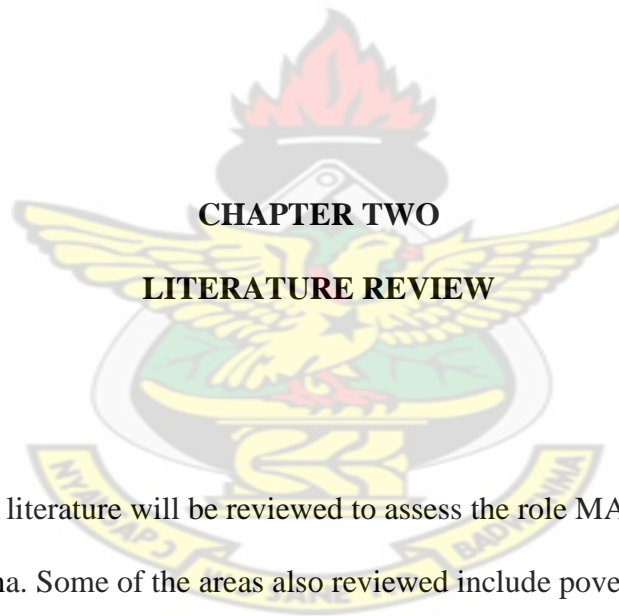 CHAPTER TWO
LITERATURE REVIEW
literature will be reviewed to assess the role MA
na. Some of the areas also reviewed include pove